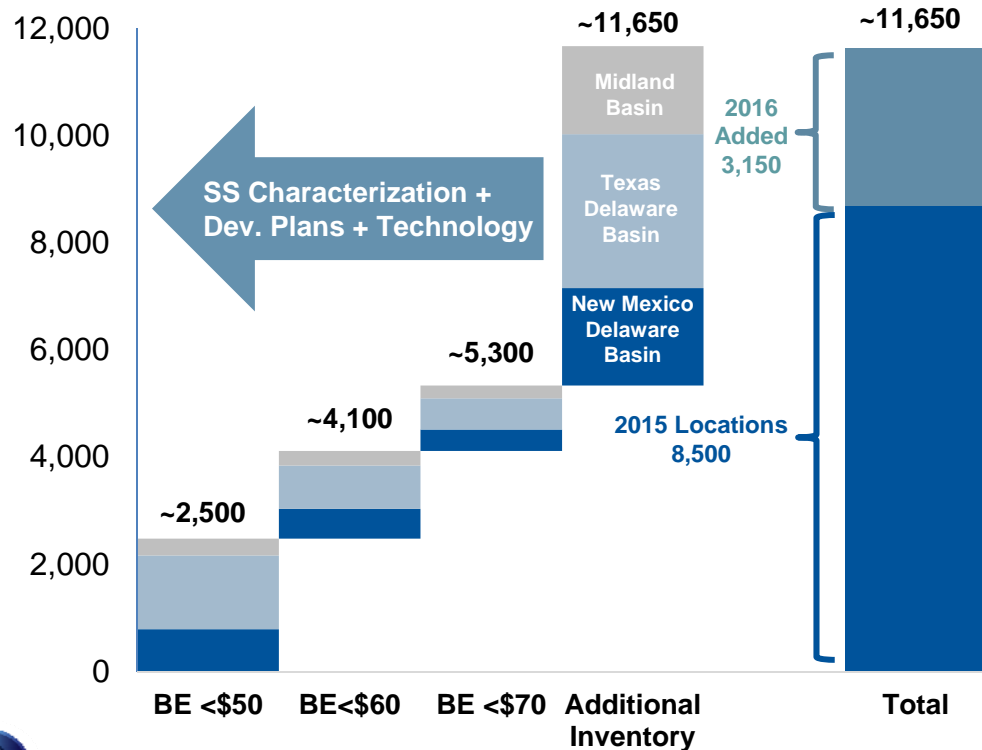 12,000
10,000
8,000
6,000
4,000
2,000
0
~2,500
~4,100
~5,300
~11,650
~11,650
SS Characterization +
Dev. Plans + Technology
Midland
Basin
Texas
Delaware
Basin
New Mexico
Delaware
Basin
2016
Added
3,150
2015 Locations
8,500
BE <$50
BE<$60
BE <$70
Additional
Inventory
Total